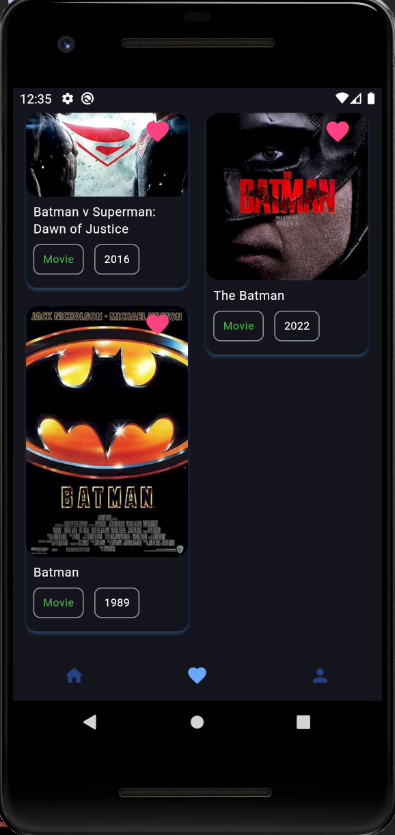 12:35
Batman v Superman:
Dawn of Justice
Movie
2016
THE
BATMAN
The Batman
Movie
2022
JACK NICHOLSON • MICHAEL KEATON
BATMAN
Batman
Movie
1989